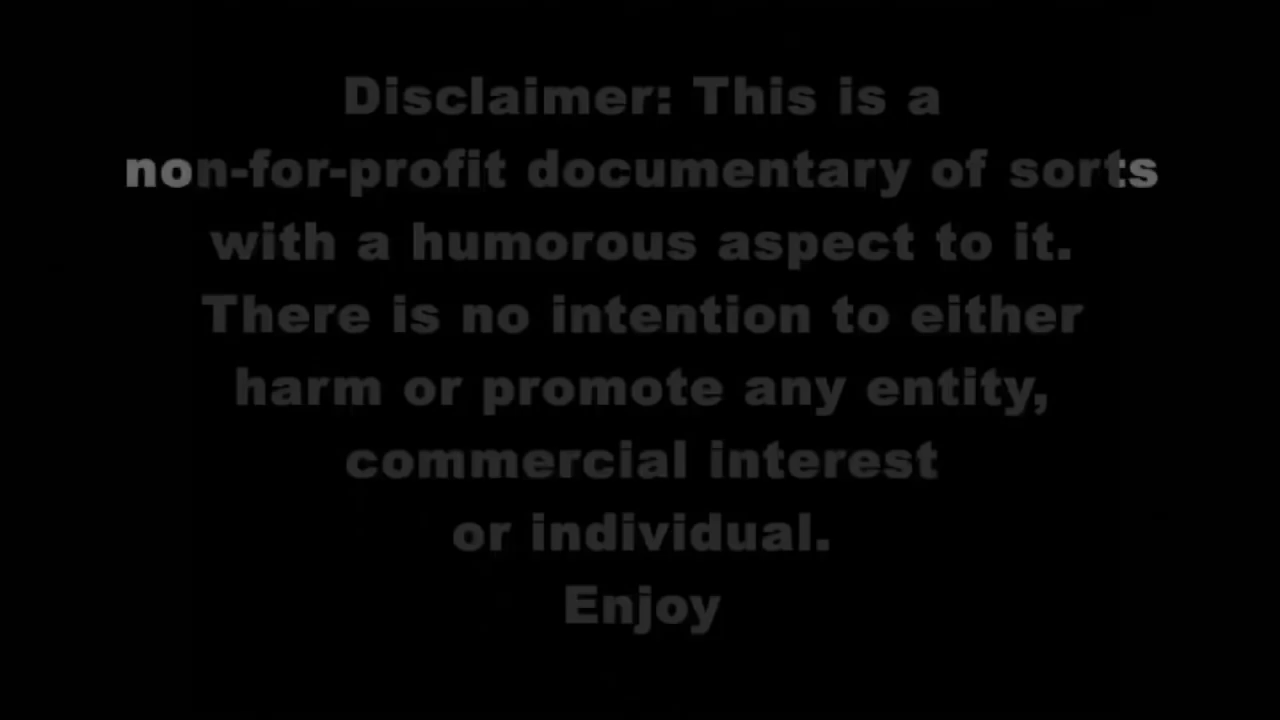 Disclaimer: This is a
non-for-profit documentary of sorts
with a humorous aspect to it.
There is no intention to either
harm or promote any entity,
commercial interest
or individual.
Enjoy